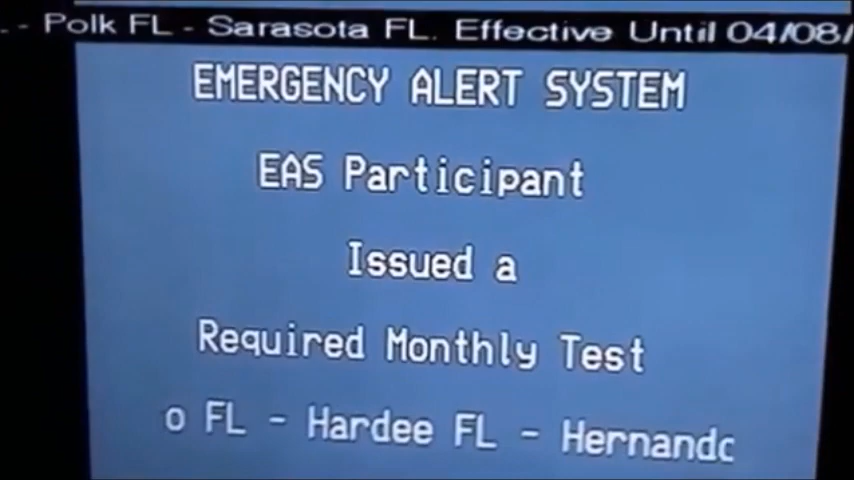 - Polk FL - Sarasota FL. Effective Until 04/08/
EMERGENCY ALERT SYSTEM
EAS Participant
Issued a
Required Monthly Test
o FL - Hardee FL - Hernando